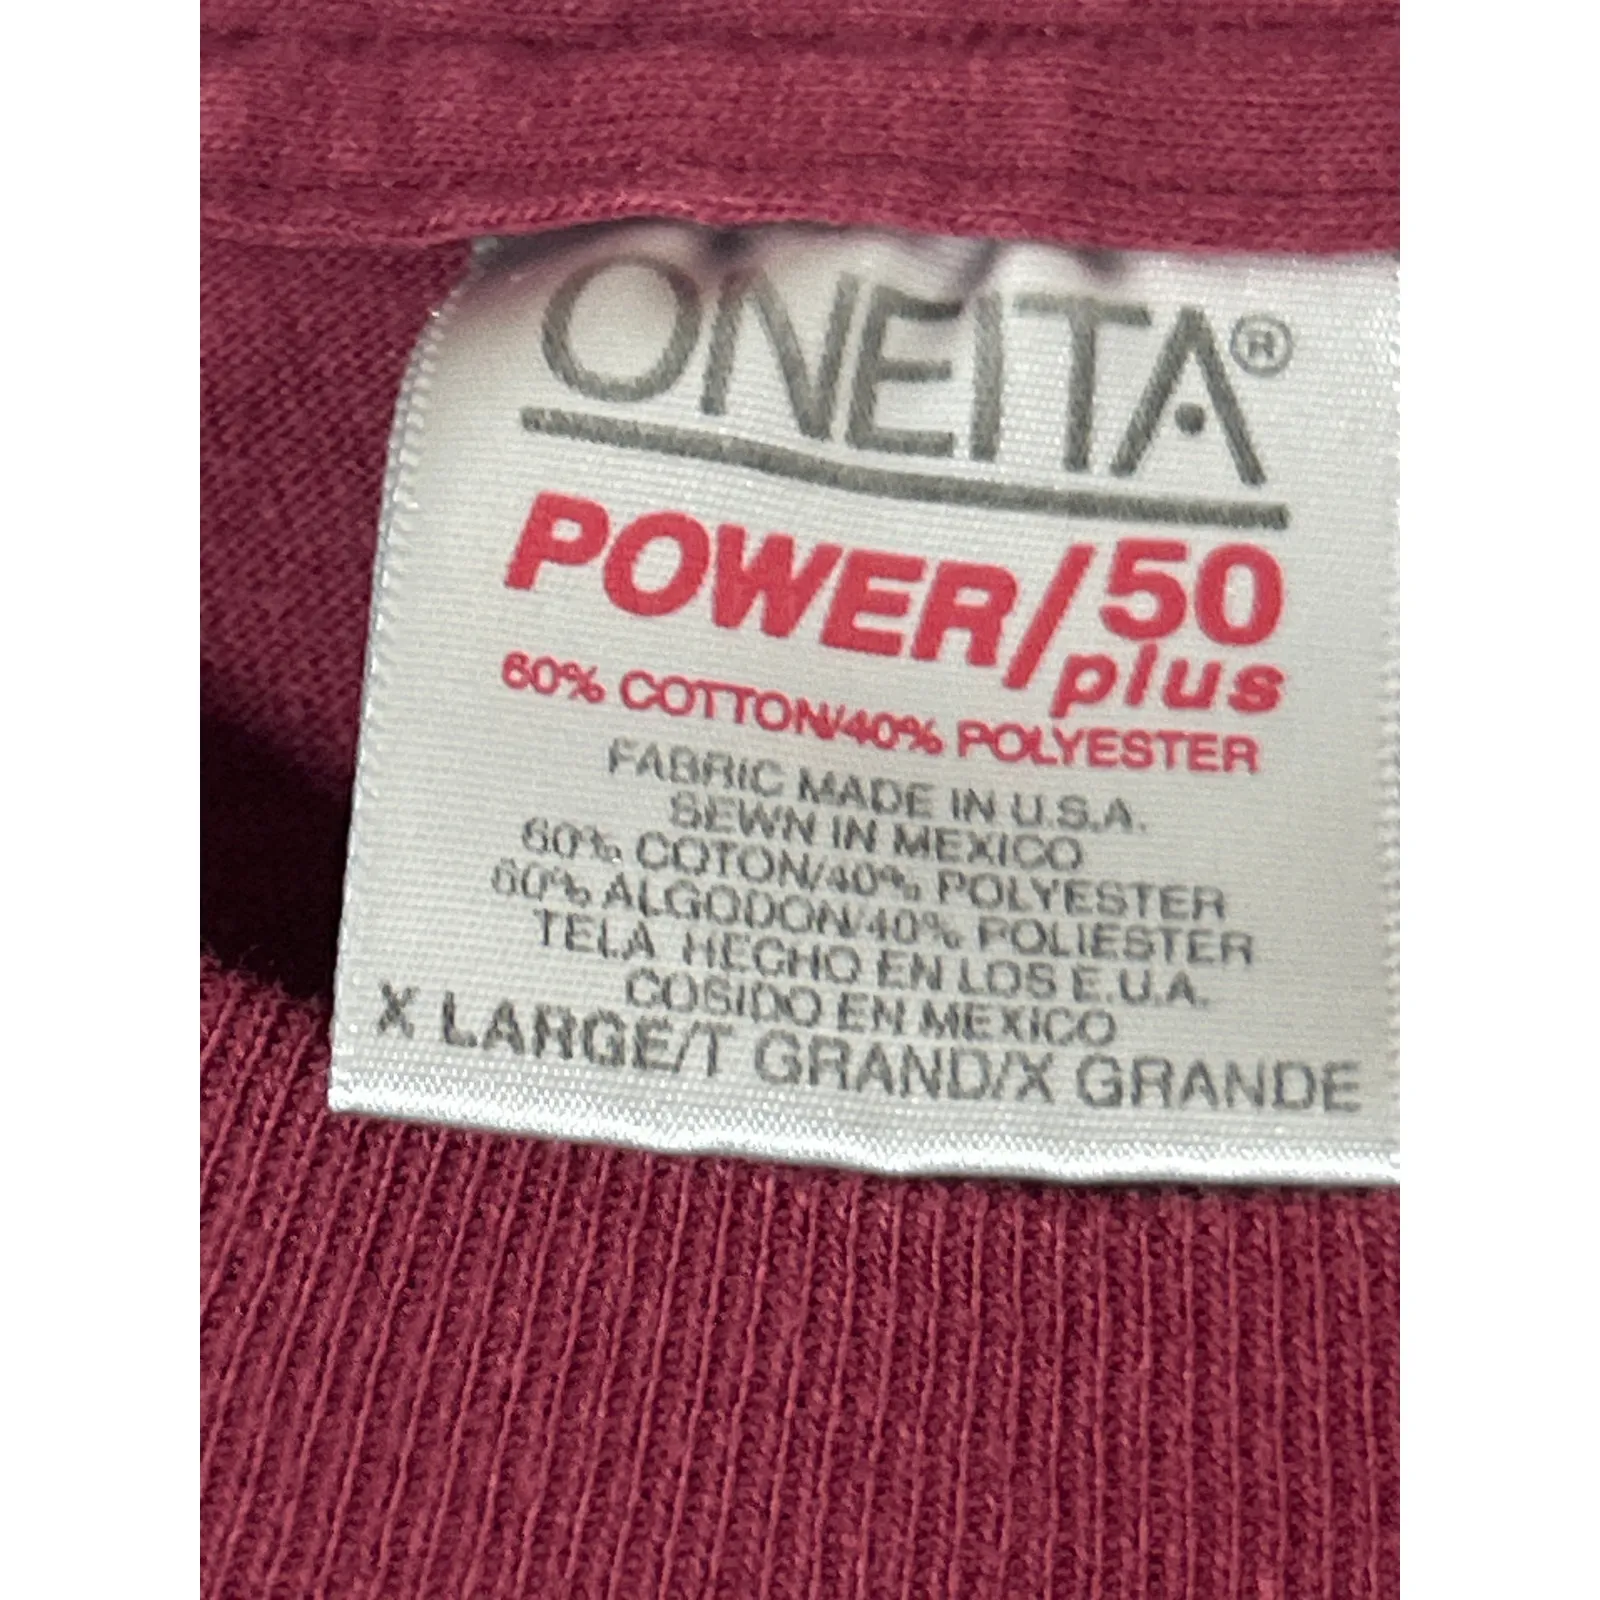 ONEITA®
POWER/50
plus
60% COTTON/40% POLYESTER
FABRIC MADE IN U.S.A.
SEWN IN MEXICO
60% COTON/40% POLYESTER
60% ALGODON/40% POLIESTER
TELA HECHO EN LOS E.U.A.
COSIDO EN MEXICO
X LARGE/T GRAND/X GRANDE